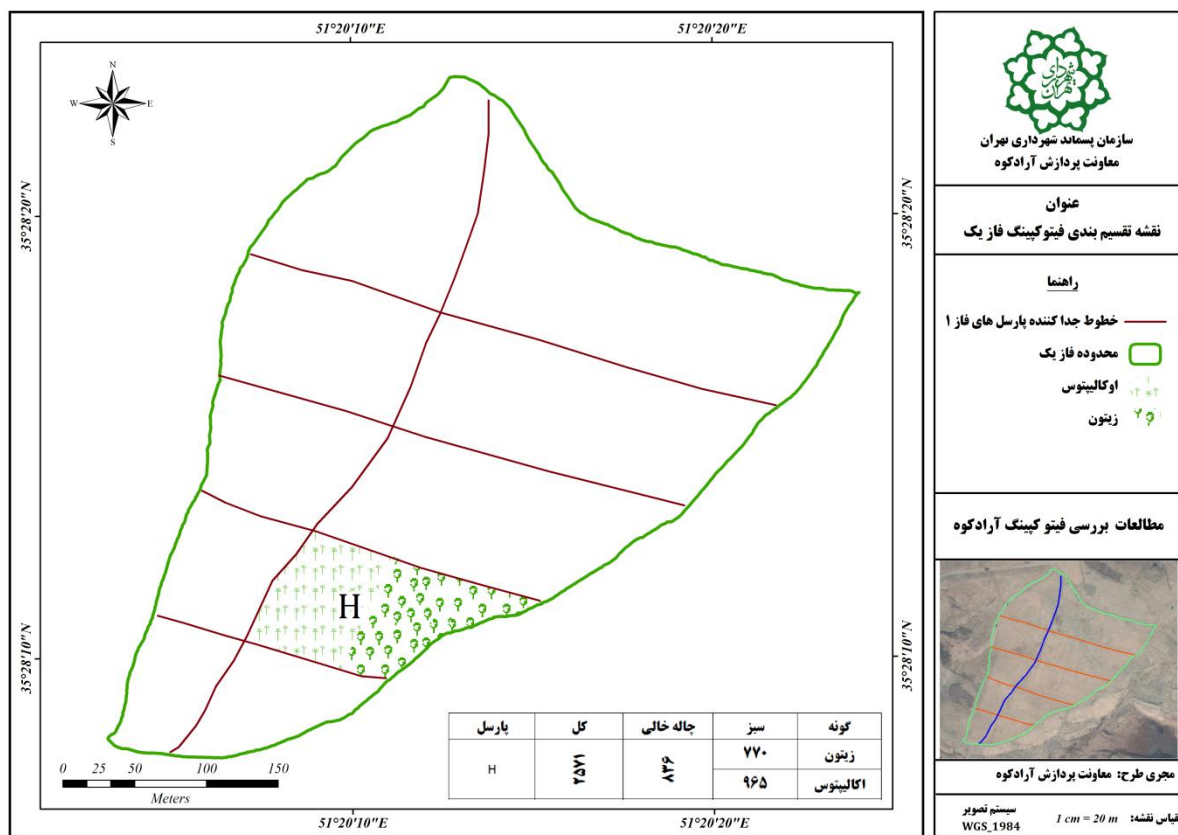 51°20'10"E
51°20'20"E
N
W
E
S
35°28'20"N
35°28'20"N
35°28'10"N
35°28'10"N
H
پارسل
کل
چاله خالی
سبز
گونه
H
۲۵۷۱
۸۳۶
۷۷۰
زیتون
۹۶۵
اکالیپتوس
0 25 50 100 150
Meters
51°20'10"E
51°20'20"E
شهرداری تهران
سازمان پسماند شهرداری تهران
معاونت پردازش آرادکوه
عنوان
نقشه تقسیم بندی فیتوکپینگ فاز یک
راهنما
خطوط جدا کننده پارسل های فاز ۱
محدوده فاز یک
اوکالیپتوس
زیتون
مطالعات بررسی فیتو کپینگ آرادکوه
مجری طرح: معاونت پردازش آرادکوه
مقیاس نقشه: 1 cm = 20 m
سیستم تصویر
WGS_1984